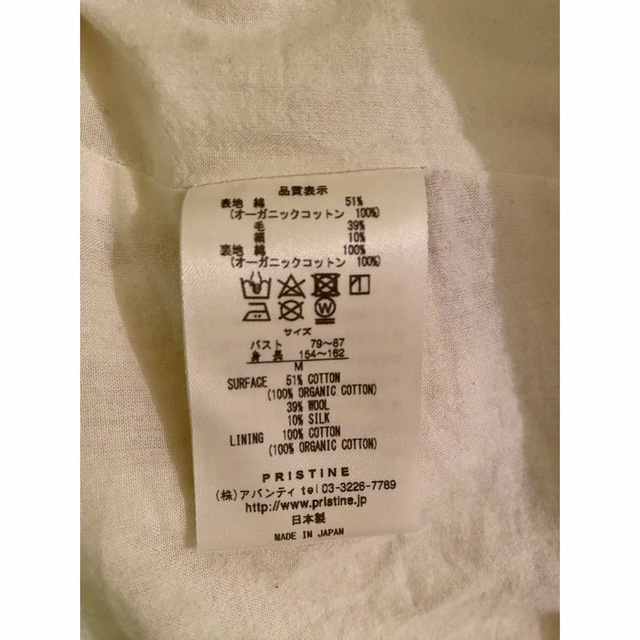 品質表示
表地 綿 51%
(オーガニックコットン 100%)
毛 39%
絹 10%
裏地 綿 100%
(オーガニックコットン 100%)
W
サイズ
バスト 79～87
身長 154～162
M
SURFACE 51% COTTON
(100% ORGANIC COTTON)
39% WOOL
10% SILK
LINING 100% COTTON
(100% ORGANIC COTTON)
PRISTINE
(株)アバンティ tel 03-3226-7789
http://www.pristine.jp
日本製
MADE IN JAPAN